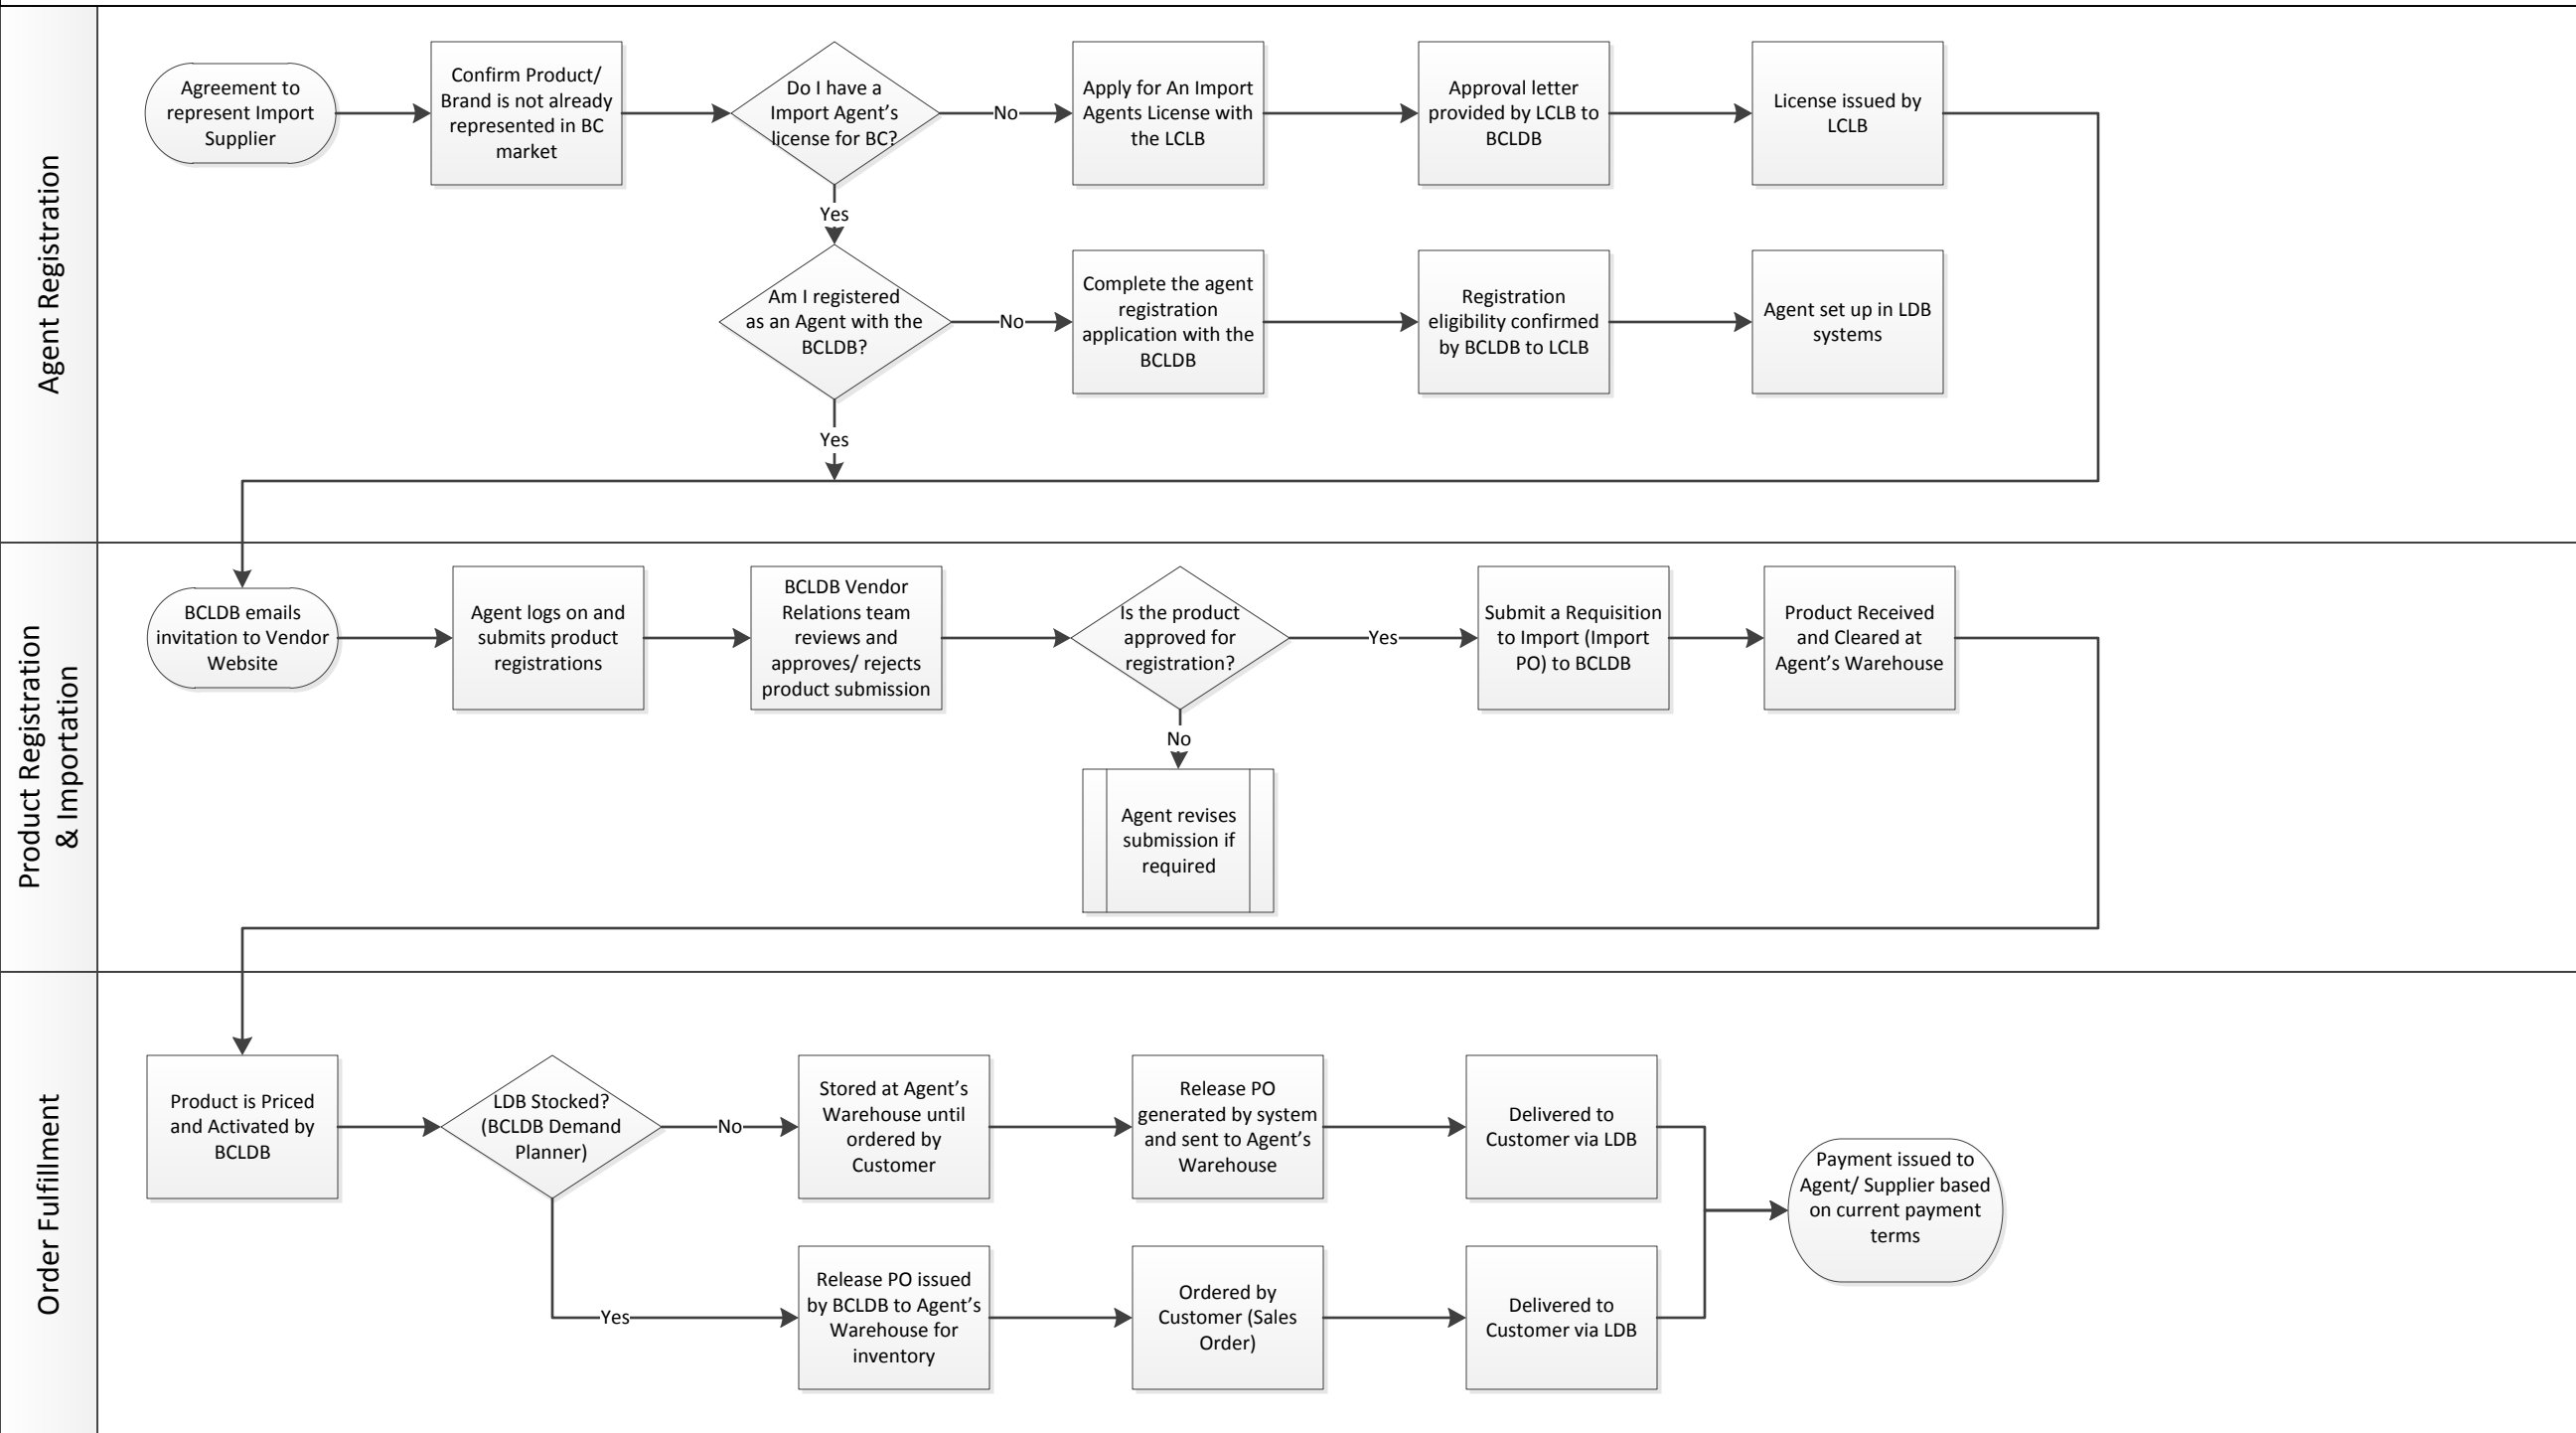 Agent Registration
Agreement to
represent Import
Supplier
Confirm Product/
Brand is not already
represented in BC
market
Do I have a
Import Agent's
license for BC?
No
Apply for An Import
Agents License with
the LCLB
Approval letter
provided by LCLB to
BCLDB
License issued by
LCLB
Yes
Am I registered
as an Agent with the
BCLDB?
No
Complete the agent
registration
application with the
BCLDB
Registration
eligibility confirmed
by BCLDB to LCLB
Agent set up in LDB
systems
Yes
Product Registration
& Importation
BCLDB emails
invitation to Vendor
Website
Agent logs on and
submits product
registrations
BCLDB Vendor
Relations team
reviews and
approves/ rejects
product submission
Is the product
approved for
registration?
Yes
Submit a Requisition
to Import (Import
PO) to BCLDB
Product Received
and Cleared at
Agent's Warehouse
No
Agent revises
submission if
required
Order Fulfillment
Product is Priced
and Activated by
BCLDB
LDB Stocked?
(BCLDB Demand
Planner)
No
Stored at Agent's
Warehouse until
ordered by
Customer
Release PO
generated by system
and sent to Agent's
Warehouse
Delivered to
Customer via LDB
Payment issued to
Agent/ Supplier based
on current payment
terms
Yes
Release PO issued
by BCLDB to Agent's
Warehouse for
inventory
Ordered by
Customer (Sales
Order)
Delivered to
Customer via LDB